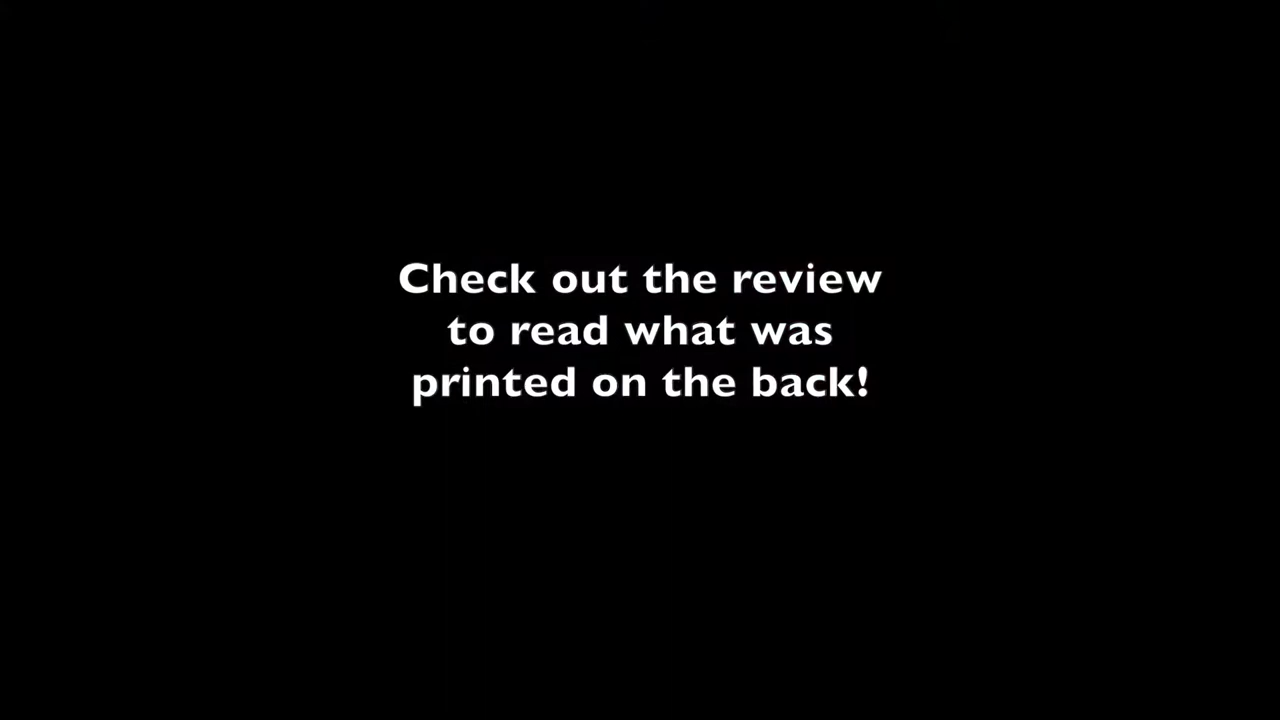 Check out the review
to read what was
printed on the back!